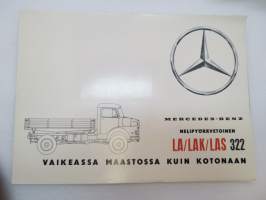 MERCEDES-BENZ
NELIPYÖRÄVETOINEN
LA/LAK/LAS 322
VAIKEASSA MAASTOSSA KUIN KOTONAAN